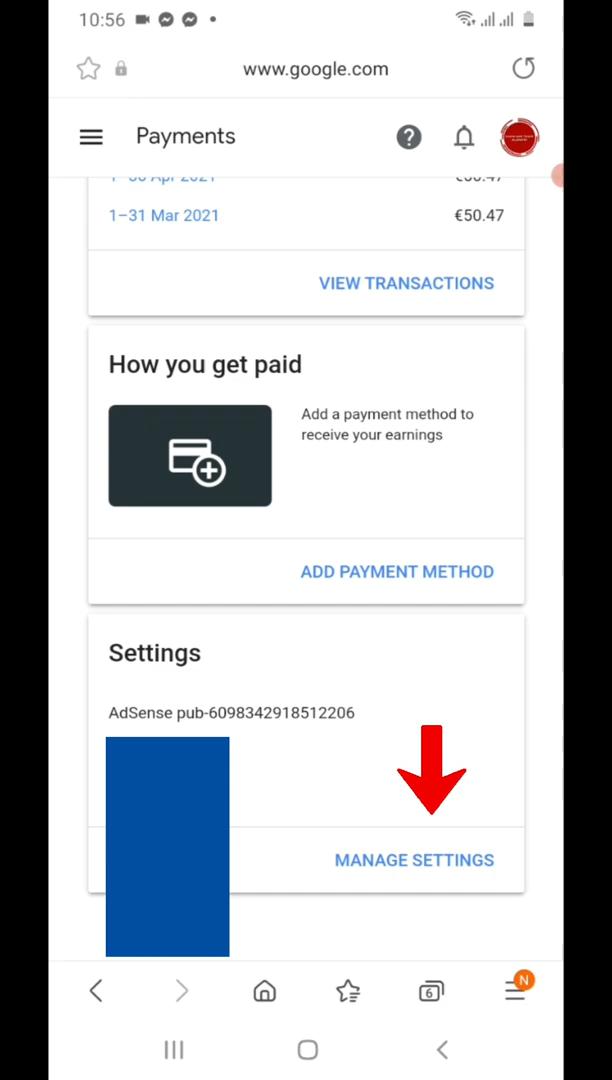 10:56
www.google.com
Payments
1–31 Mar 2021 €50.47
VIEW TRANSACTIONS
How you get paid
Add a payment method to
receive your earnings
ADD PAYMENT METHOD
Settings
AdSense pub-6098342918512206
MANAGE SETTINGS
N
6